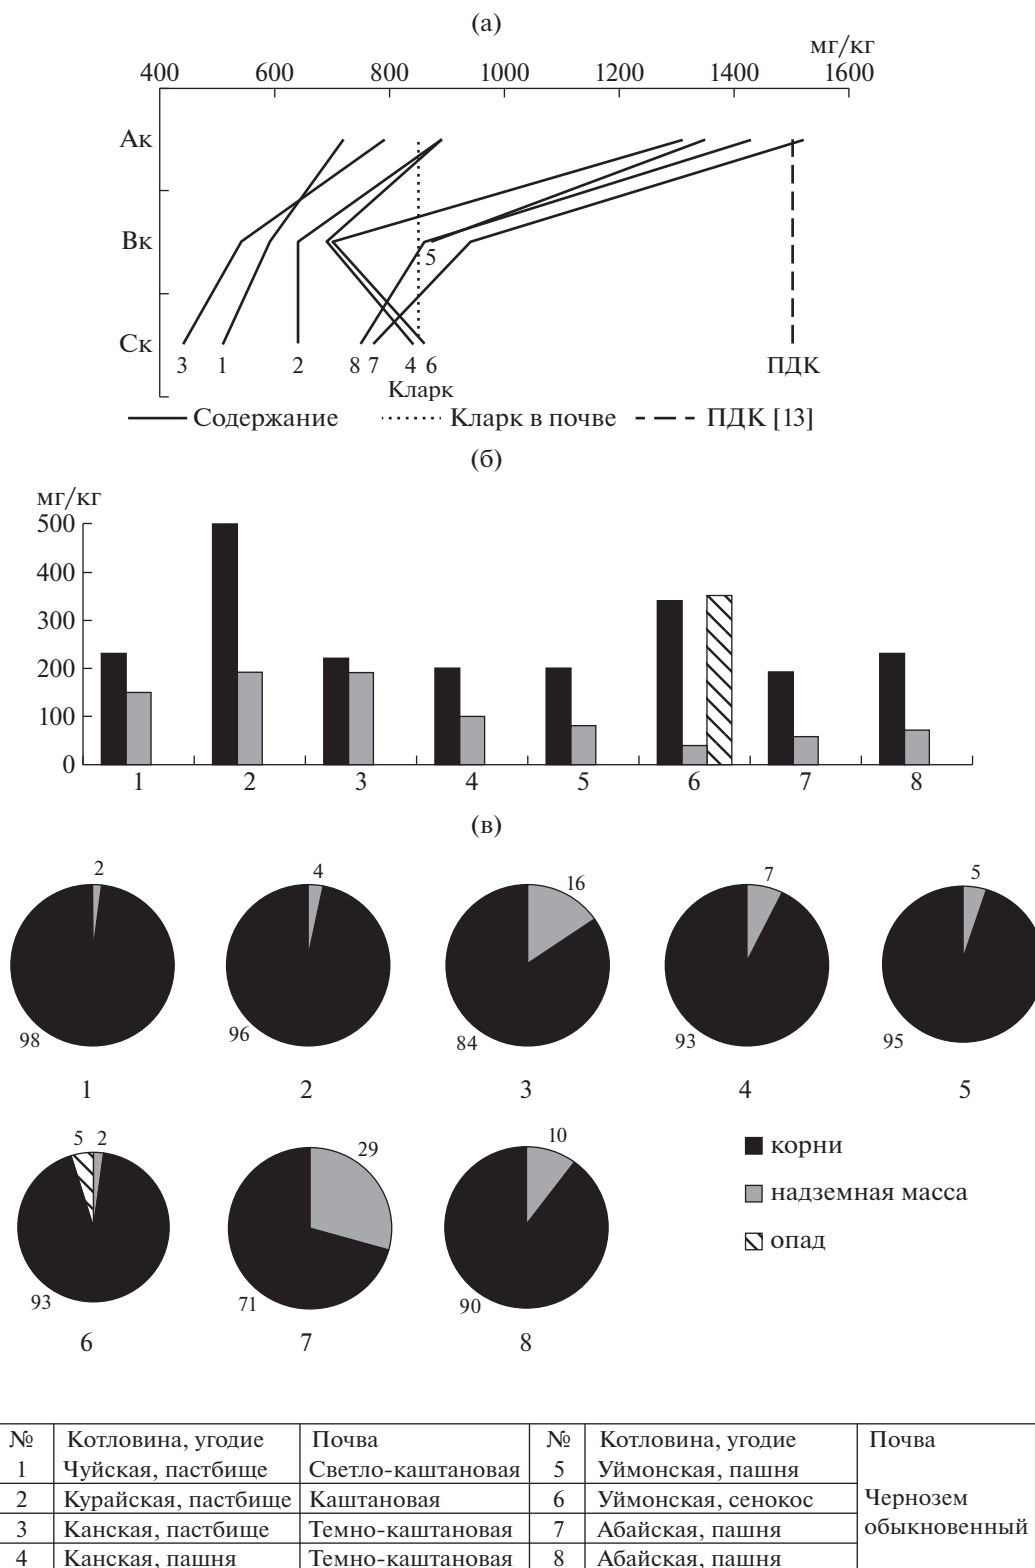 (а)
мг/кг
400 600 800 1000 1200 1400 1600
Ак
Вк
5
Ск
3 1 2 8 7 4 6 ПДК
Кларк
Содержание Кларк в почве ПДК [13]
(б)
мг/кг
500
400
300
200
100
0
1 2 3 4 5 6 7 8
(в)
2 4 16 7 5
98 96 84 93 95
1 2 3 4 5
5 2 29 10
корни
надземная масса
опад
93 71 90
6 7 8
№ Котловина, угодие Почва № Котловина, угодие Почва
1 Чуйская, пастбище Светло-каштановая 5 Уймонская, пашня
2 Курайская, пастбище Каштановая 6 Уймонская, сенокос Чернозем
3 Канская, пастбище Темно-каштановая 7 Абайская, пашня обыкновенный
4 Канская, пашня Темно-каштановая 8 Абайская, пашня